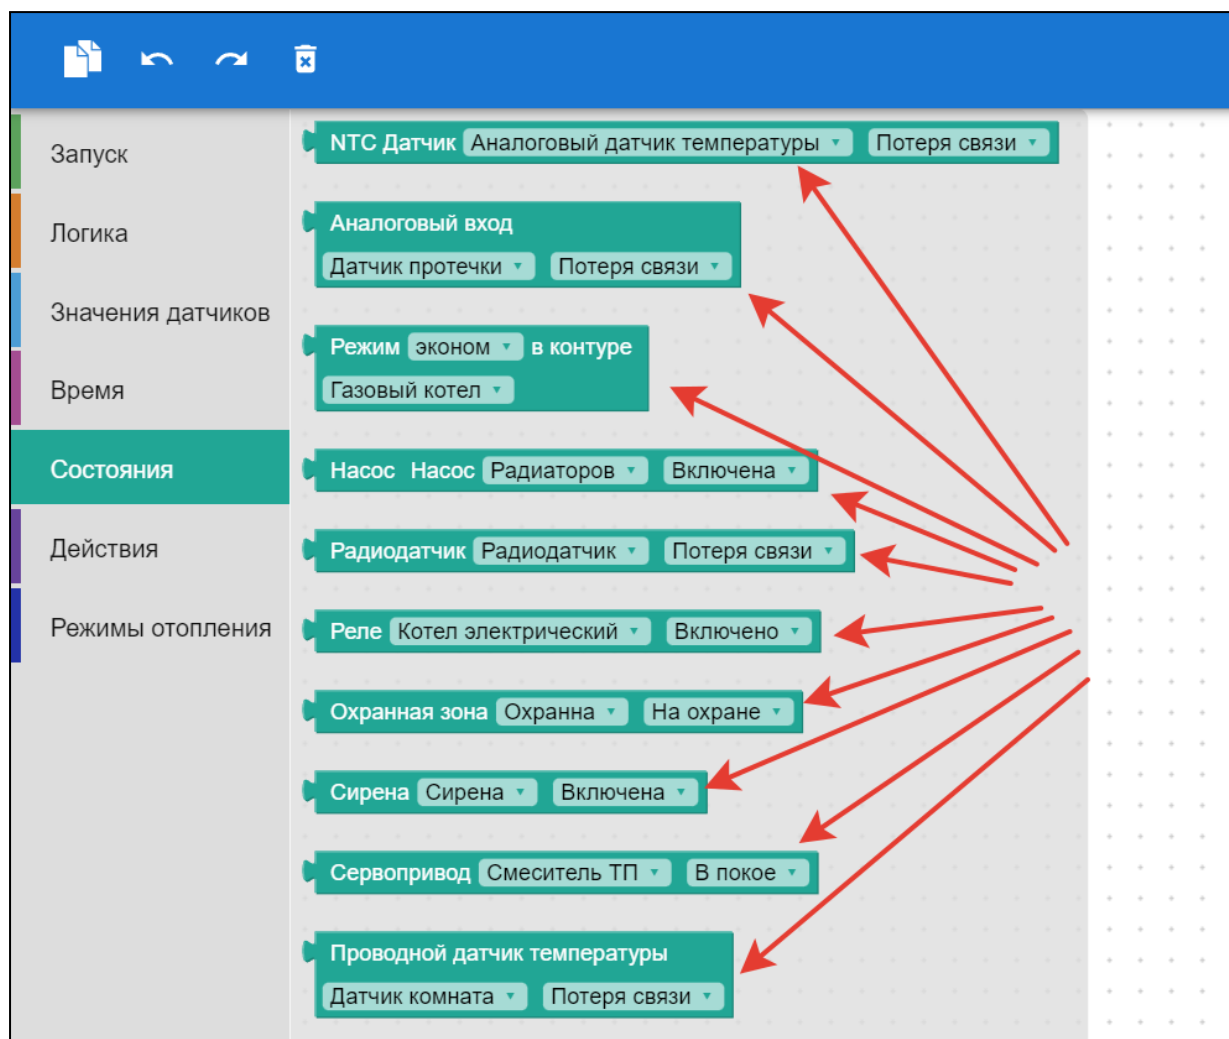 Запуск
Логика
Значения датчиков
Время
Состояния
Действия
Режимы отопления
NTC Датчик Аналоговый датчик температуры Потеря связи
Аналоговый вход
Датчик протечки Потеря связи
Режим эконом в контуре
Газовый котел
Насос Насос Радиаторов Включена
Радиодатчик Радиодатчик Потеря связи
Реле Котел электрический Включено
Охранная зона Охранна На охране
Сирена Сирена Включена
Сервопривод Смеситель ТП В покое
Проводной датчик температуры
Датчик комната Потеря связи